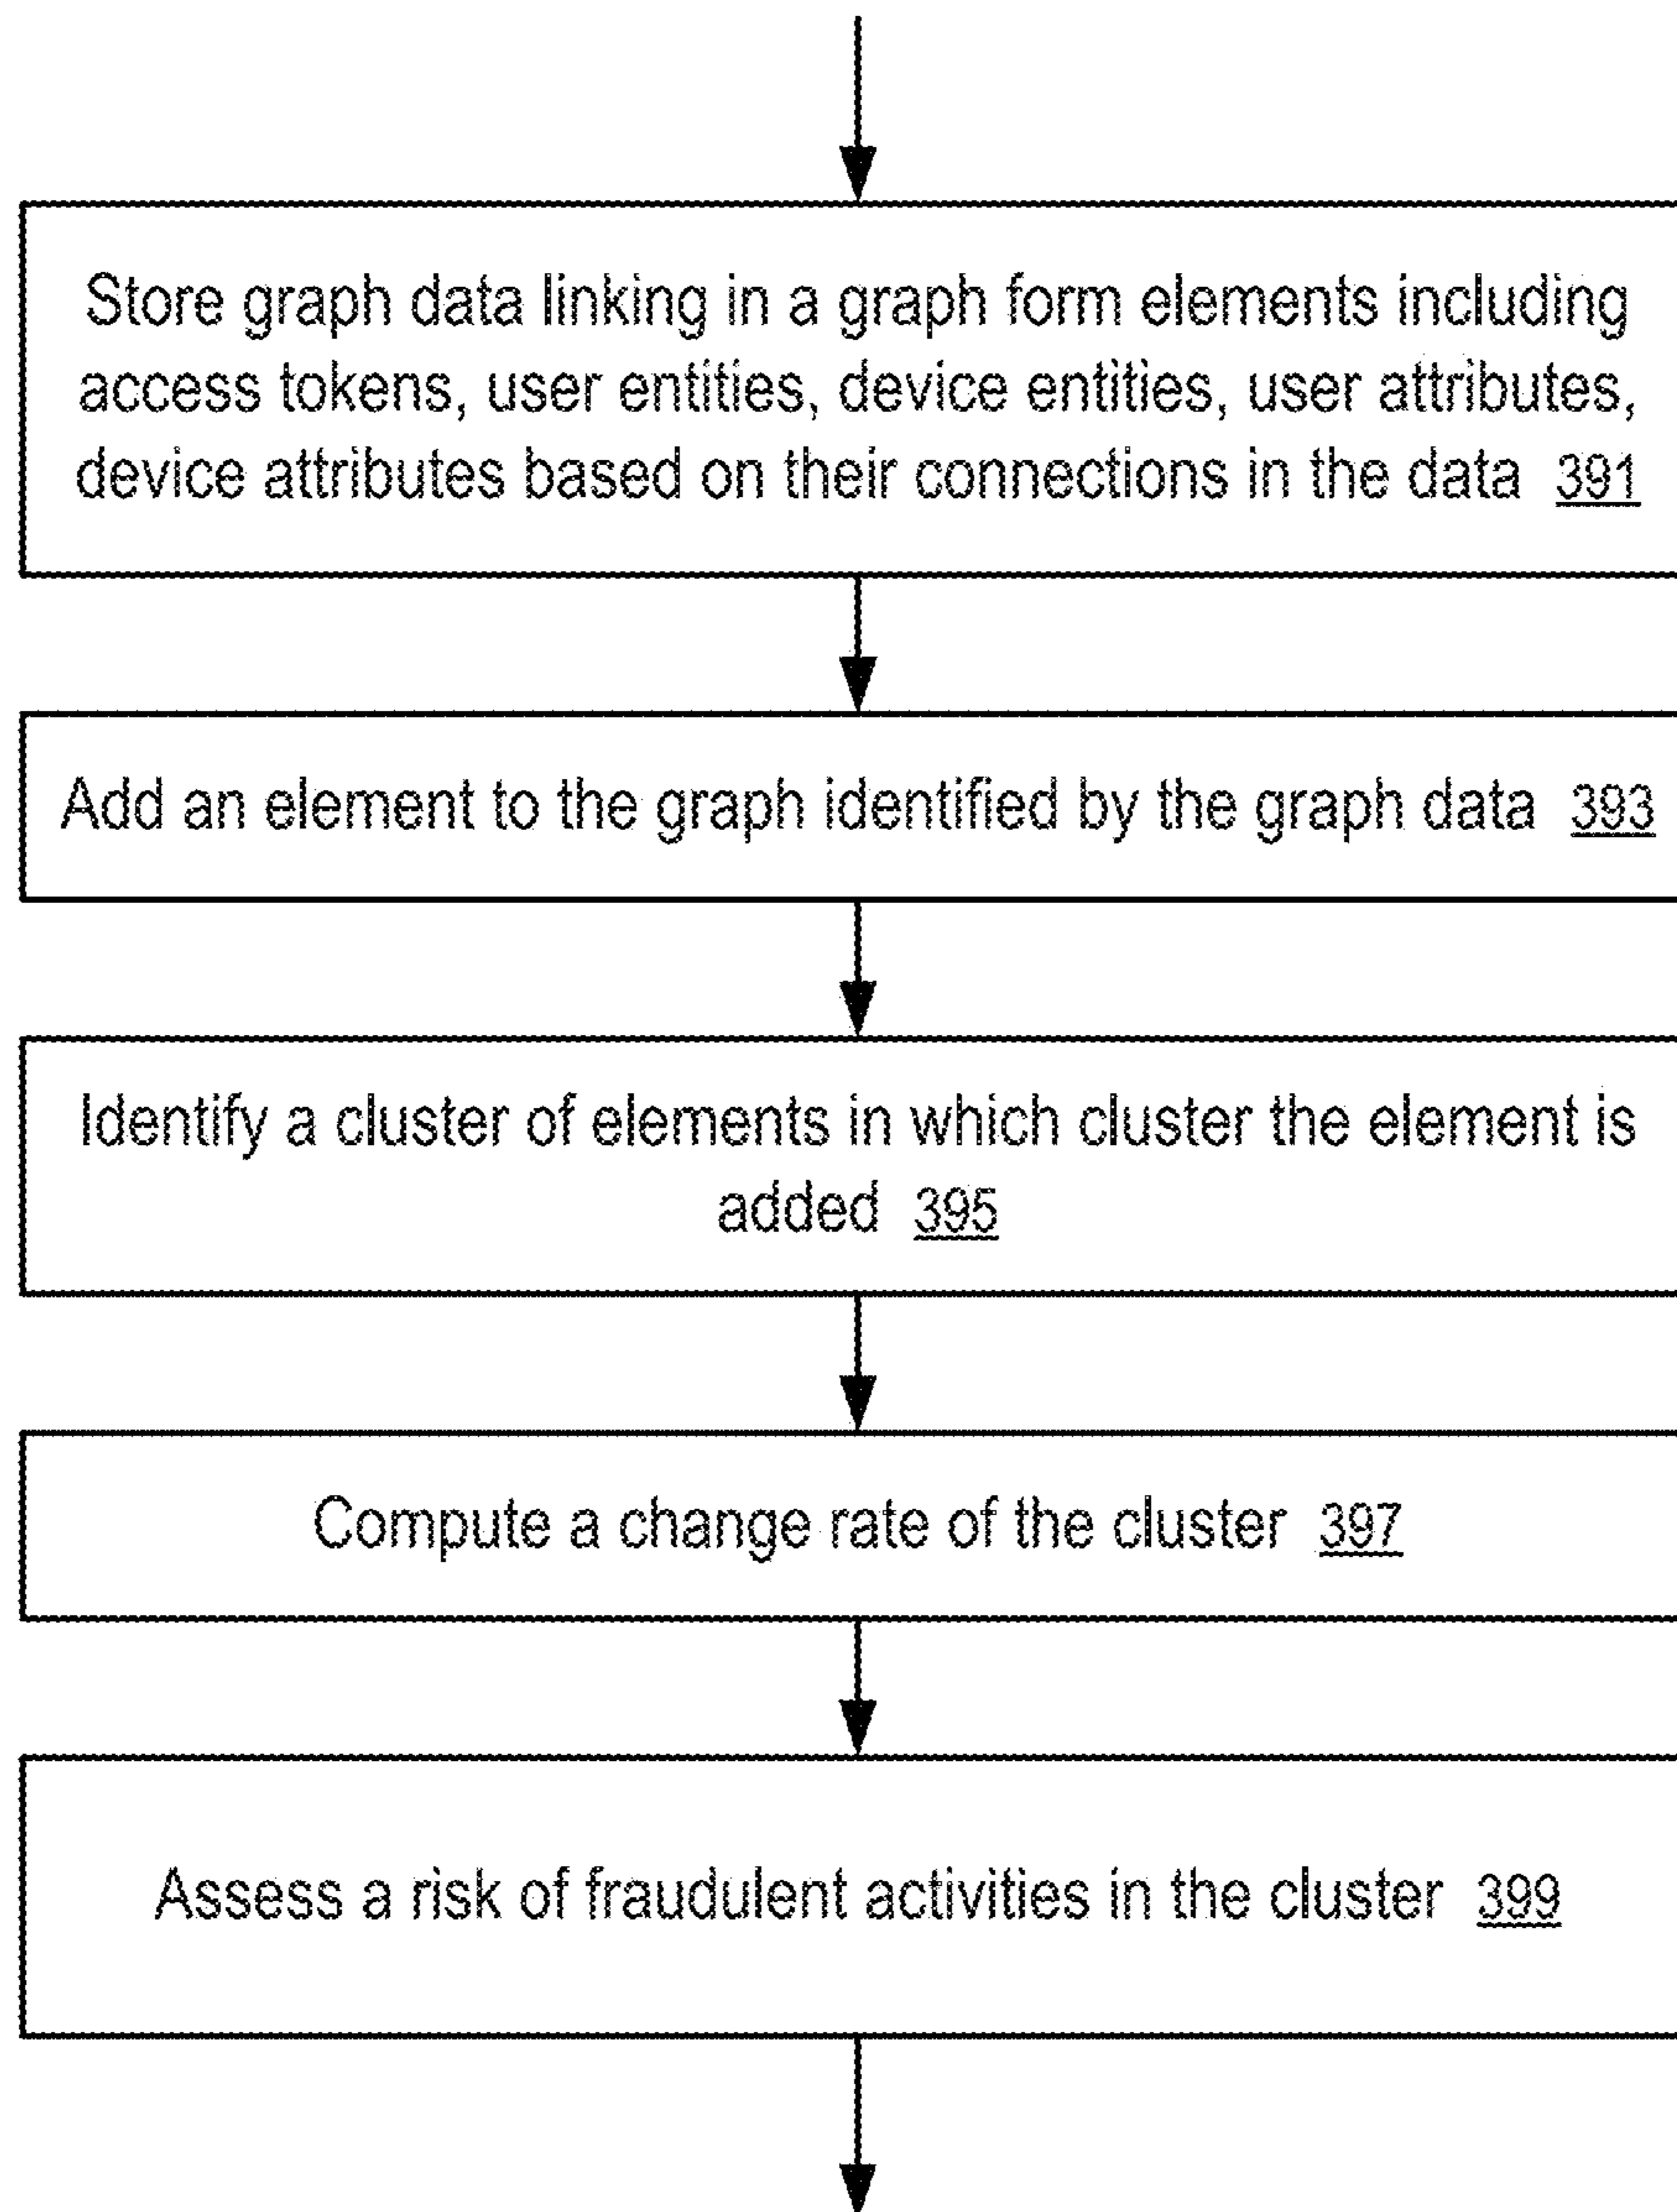 Store graph data linking in a graph form elements including
access tokens, user entities, device entities, user attributes,
device attributes based on their connections in the data 391
Add an element to the graph identified by the graph data 393
Identify a cluster of elements in which cluster the element is
added 395
Compute a change rate of the cluster 397
Assess a risk of fraudulent activities in the cluster 399